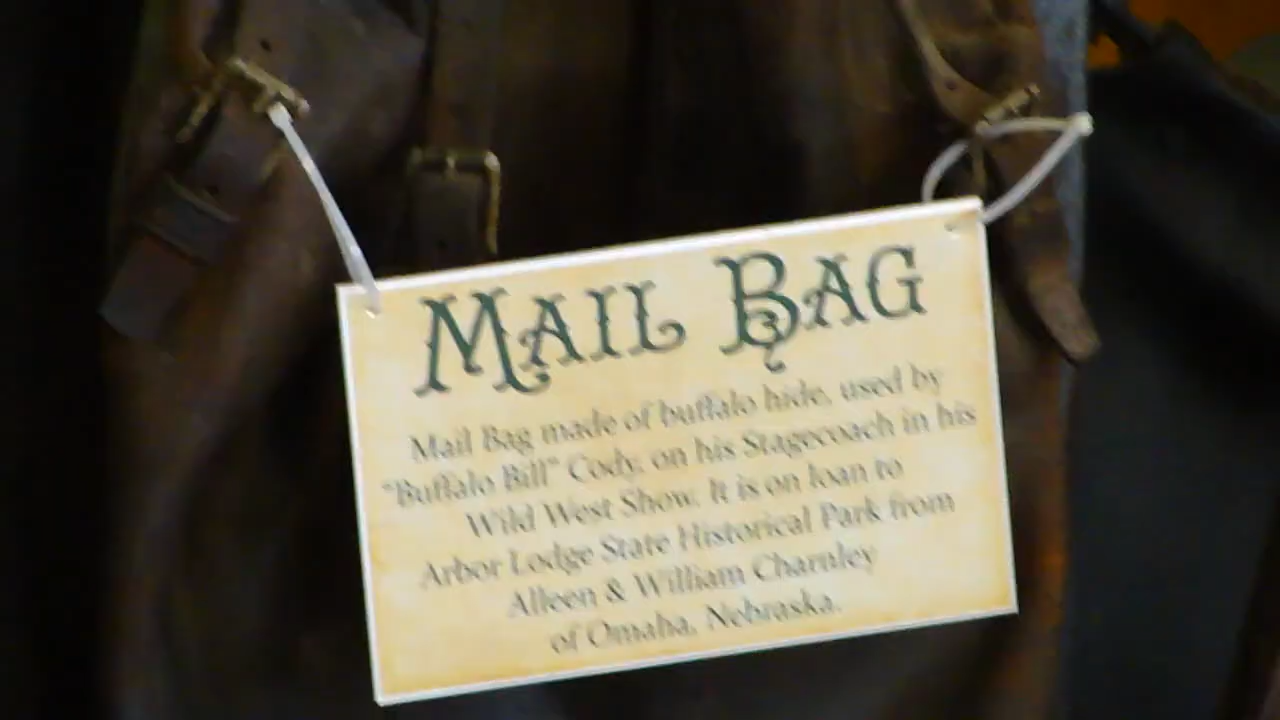 MAIL BAG
Mail Bag made of buffalo hide, used by
"Buffalo Bill" Cody, on his Stagecoach in his
Wild West Show. It is on loan to
Arbor Lodge State Historical Park from
Alleen & William Charnley
of Omaha, Nebraska.